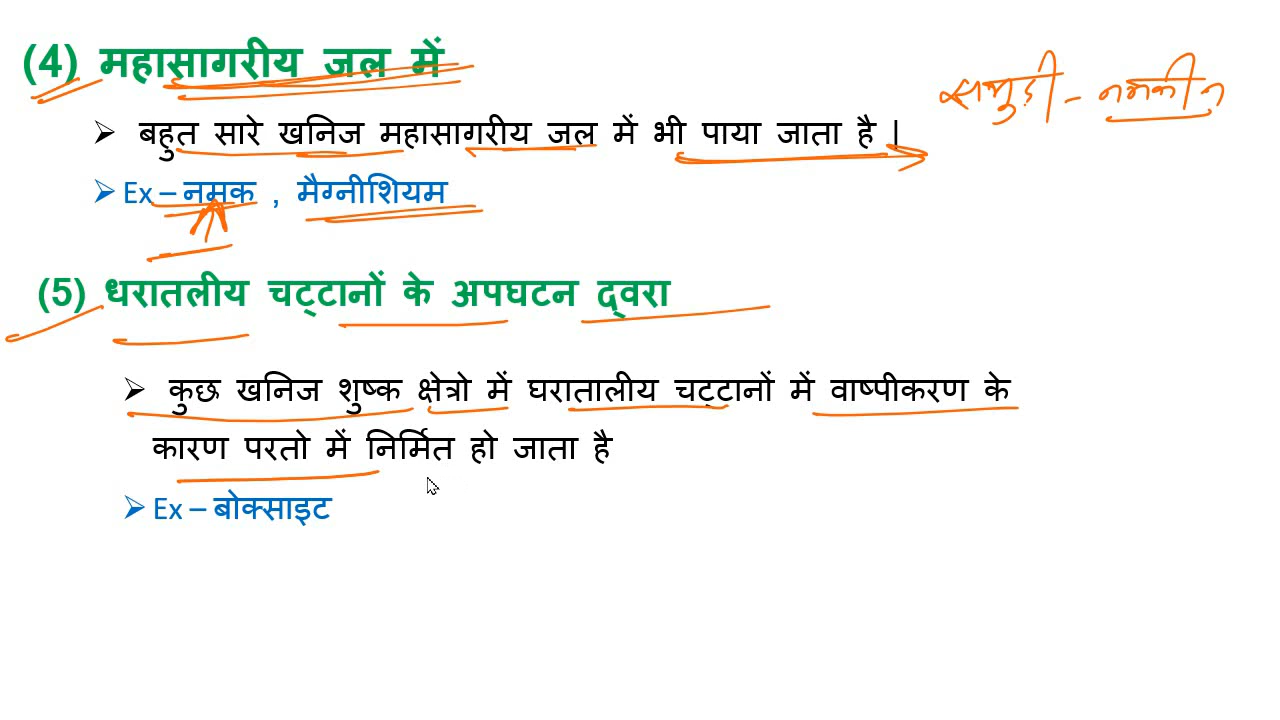 (4) महासागरीय जल में
समुद्री - नमकीन
➢ बहुत सारे खनिज महासागरीय जल में भी पाया जाता है |
➢ Ex – नमक , मैग्नीशियम
(5) धरातलीय चट्टानों के अपघटन द्वरा
➢ कुछ खनिज शुष्क क्षेत्रो में घरातालीय चट्टानों में वाष्पीकरण के
कारण परतो में निर्मित हो जाता है
➢ Ex – बोक्साइट